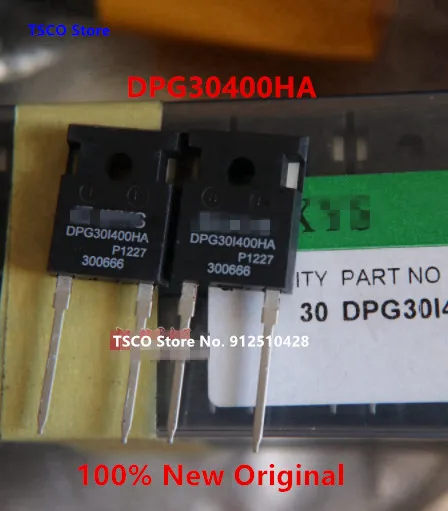 TSCO Store
DPG30400HA
DPG30I400HA
P1227
300666
DPG30I400HA
P1227
300666
ITY PART NO
30 DPG30I4
TSCO Store No. 912510428
100% New Original